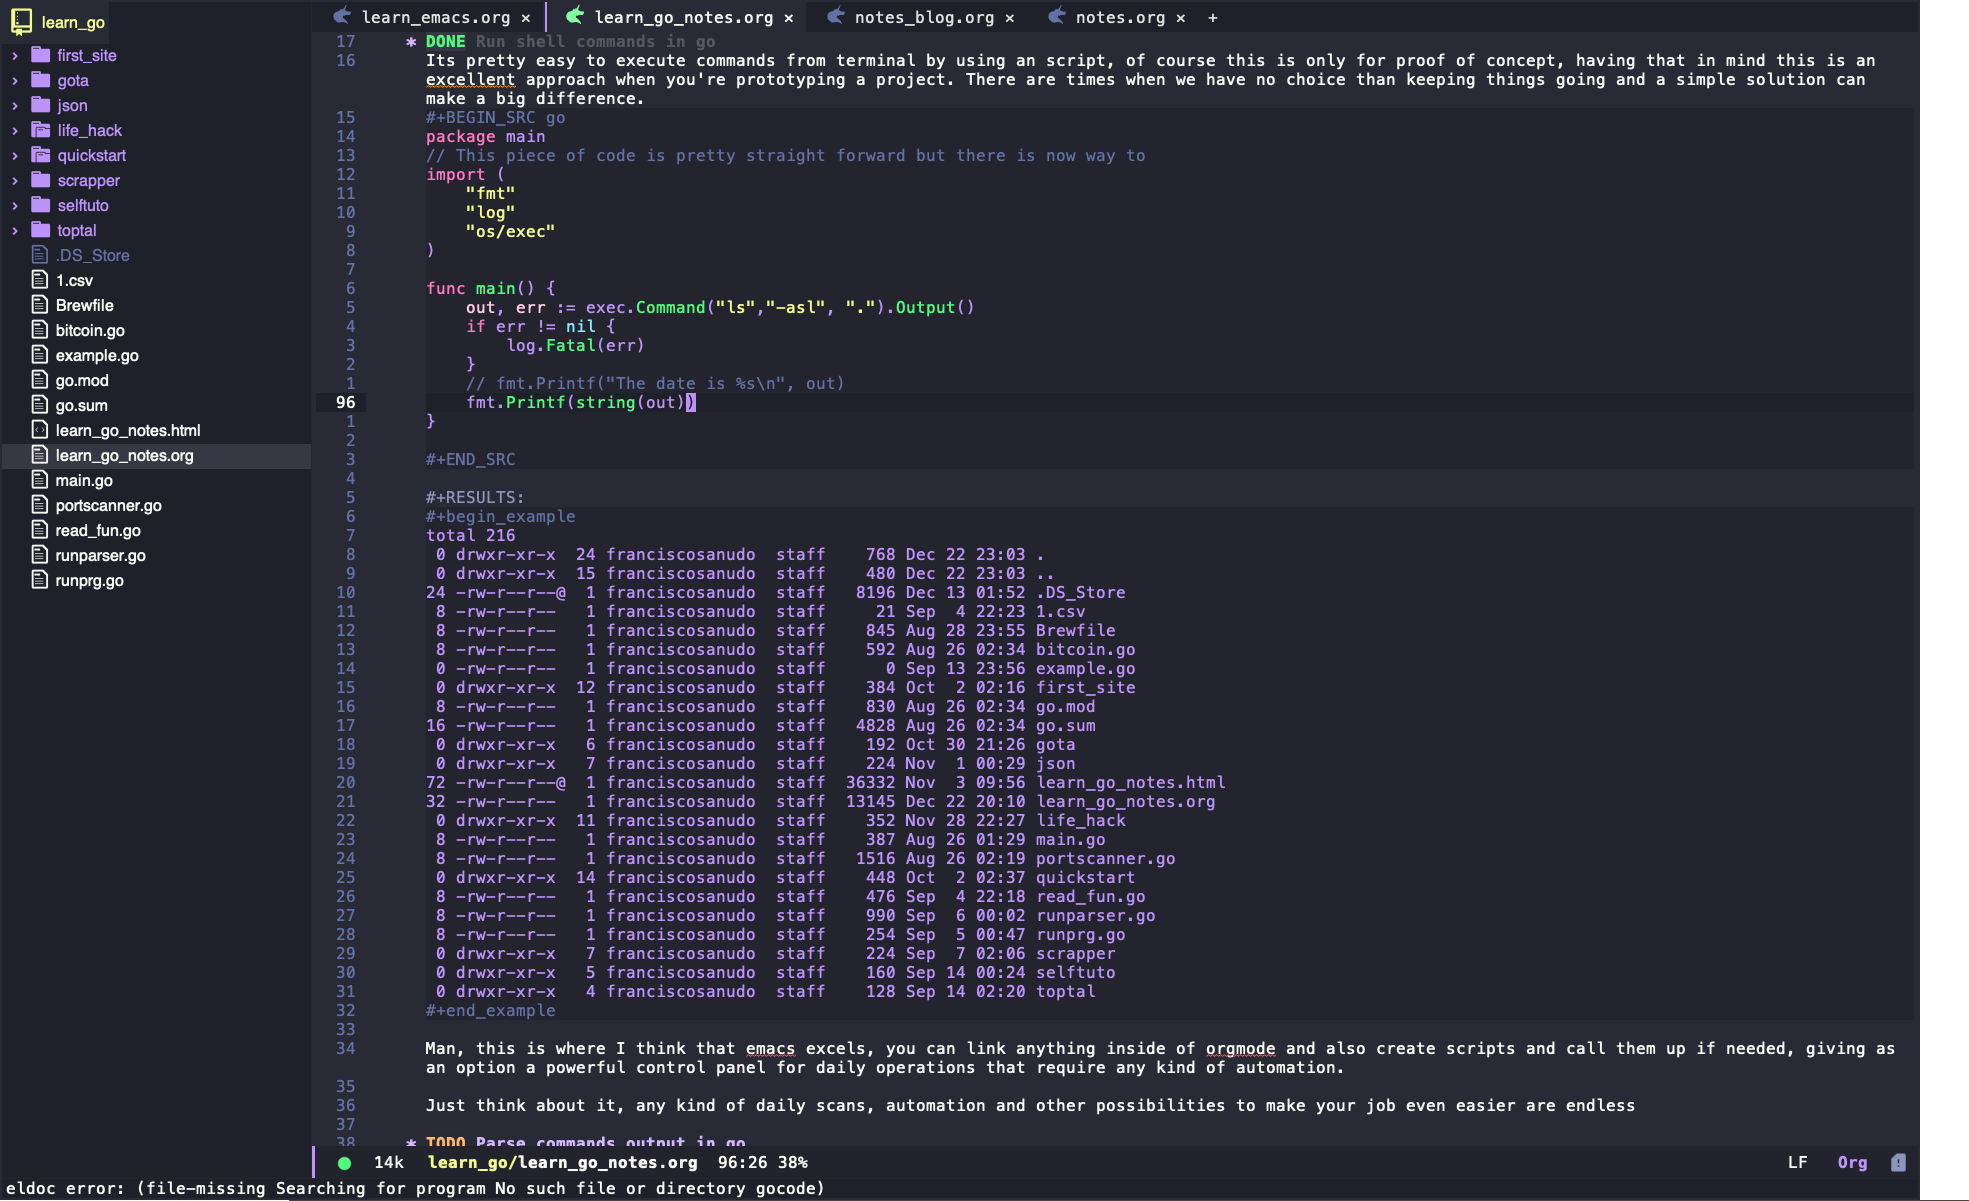 learn_go
first_site
gota
json
life_hack
quickstart
scrapper
selftuto
toptal
.DS_Store
1.csv
Brewfile
bitcoin.go
example.go
go.mod
go.sum
learn_go_notes.html
learn_go_notes.org
main.go
portscanner.go
read_fun.go
runparser.go
runprg.go
learn_emacs.org × learn_go_notes.org × notes_blog.org × notes.org × +
17 * DONE Run shell commands in go
16 Its pretty easy to execute commands from terminal by using an script, of course this is only for proof of concept, having that in mind this is an
excellent approach when you're prototyping a project. There are times when we have no choice than keeping things going and a simple solution can
make a big difference.
15 #+BEGIN_SRC go
14 package main
13 // This piece of code is pretty straight forward but there is now way to
12 import (
11 "fmt"
10 "log"
9 "os/exec"
8 )
7
6 func main() {
5 out, err := exec.Command("ls","-asl", ".").Output()
4 if err != nil {
3 log.Fatal(err)
2 }
1 // fmt.Printf("The date is %s\n", out)
96 fmt.Printf(string(out))
1 }
2
3 #+END_SRC
4
5 #+RESULTS:
6 #+begin_example
7 total 216
8 0 drwxr-xr-x 24 franciscosanudo staff 768 Dec 22 23:03 .
9 0 drwxr-xr-x 15 franciscosanudo staff 480 Dec 22 23:03 ..
10 24 -rw-r--r--@ 1 franciscosanudo staff 8196 Dec 13 01:52 .DS_Store
11 8 -rw-r--r-- 1 franciscosanudo staff 21 Sep 4 22:23 1.csv
12 8 -rw-r--r-- 1 franciscosanudo staff 845 Aug 28 23:55 Brewfile
13 8 -rw-r--r-- 1 franciscosanudo staff 592 Aug 26 02:34 bitcoin.go
14 0 -rw-r--r-- 1 franciscosanudo staff 0 Sep 13 23:56 example.go
15 0 drwxr-xr-x 12 franciscosanudo staff 384 Oct 2 02:16 first_site
16 8 -rw-r--r-- 1 franciscosanudo staff 830 Aug 26 02:34 go.mod
17 16 -rw-r--r-- 1 franciscosanudo staff 4828 Aug 26 02:34 go.sum
18 0 drwxr-xr-x 6 franciscosanudo staff 192 Oct 30 21:26 gota
19 0 drwxr-xr-x 7 franciscosanudo staff 224 Nov 1 00:29 json
20 72 -rw-r--r--@ 1 franciscosanudo staff 36332 Nov 3 09:56 learn_go_notes.html
21 32 -rw-r--r-- 1 franciscosanudo staff 13145 Dec 22 20:10 learn_go_notes.org
22 0 drwxr-xr-x 11 franciscosanudo staff 352 Nov 28 22:27 life_hack
23 8 -rw-r--r-- 1 franciscosanudo staff 387 Aug 26 01:29 main.go
24 8 -rw-r--r-- 1 franciscosanudo staff 1516 Aug 26 02:19 portscanner.go
25 0 drwxr-xr-x 14 franciscosanudo staff 448 Oct 2 02:37 quickstart
26 8 -rw-r--r-- 1 franciscosanudo staff 476 Sep 4 22:18 read_fun.go
27 8 -rw-r--r-- 1 franciscosanudo staff 990 Sep 6 00:02 runparser.go
28 8 -rw-r--r-- 1 franciscosanudo staff 254 Sep 5 00:47 runprg.go
29 0 drwxr-xr-x 7 franciscosanudo staff 224 Sep 7 02:06 scrapper
30 0 drwxr-xr-x 5 franciscosanudo staff 160 Sep 14 00:24 selftuto
31 0 drwxr-xr-x 4 franciscosanudo staff 128 Sep 14 02:20 toptal
32 #+end_example
33
34 Man, this is where I think that emacs excels, you can link anything inside of orgmode and also create scripts and call them up if needed, giving as
an option a powerful control panel for daily operations that require any kind of automation.
35
36 Just think about it, any kind of daily scans, automation and other possibilities to make your job even easier are endless
37
38 * TODO Parse commands output in go
14k learn_go/learn_go_notes.org 96:26 38% LF Org
eldoc error: (file-missing Searching for program No such file or directory gocode)